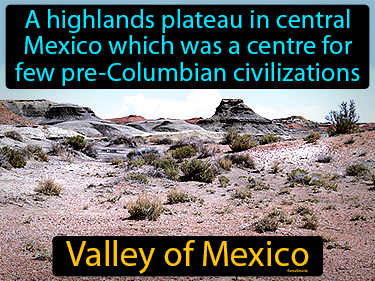 A highlands plateau in central
Mexico which was a centre for
few pre-Columbian civilizations
Valley of Mexico